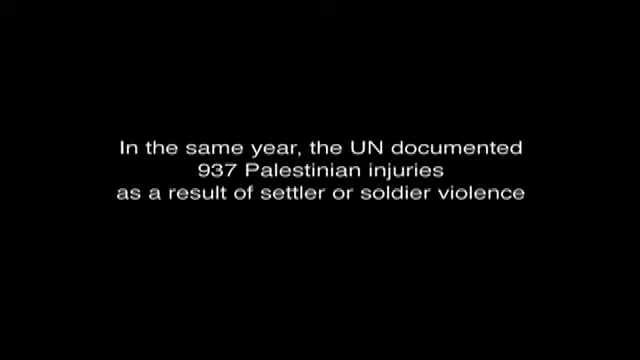 In the same year, the UN documented
937 Palestinian injuries
as a result of settler or soldier violence